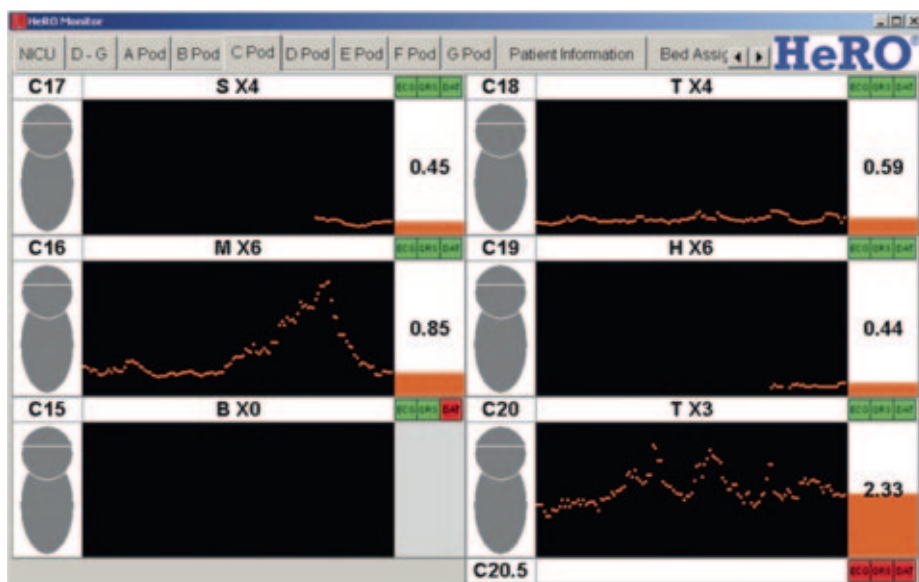 HeRO Monitor
NICU D - G A Pod B Pod C Pod D Pod E Pod F Pod G Pod Patient Information Bed Assig HeRO®
C17 S X4 ECG QRS DAT C18 T X4 ECG QRS DAT
0.45 0.59
C16 M X6 ECG QRS DAT C19 H X6 ECG QRS DAT
0.85 0.44
C15 B X0 ECG QRS DAT C20 T X3 ECG QRS DAT
2.33
C20.5 ECG QRS DAT